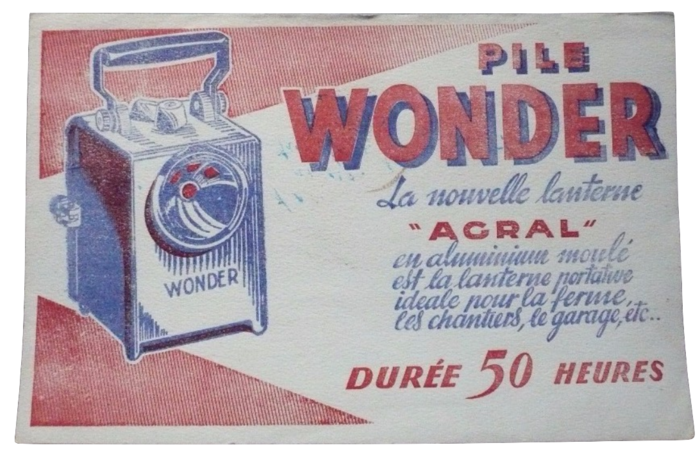 PILE
WONDER
La nouvelle lanterne
"AGRAL"
en aluminium moulé
est la lanterne portative
ideale pour la ferme,
les chantiers, le garage, etc..
DURÉE 50 HEURES
WONDER